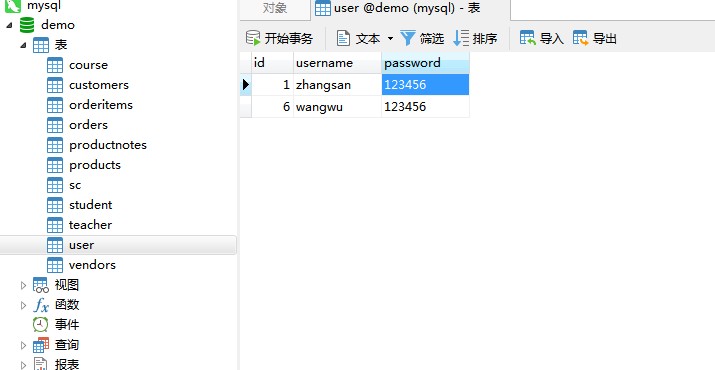 mysql
demo
表
course
customers
orderitems
orders
productnotes
products
sc
student
teacher
user
vendors
视图
fx 函数
事件
查询
报表
对象
user @demo (mysql) - 表
开始事务 文本 筛选 排序 导入 导出
id username password
1 zhangsan 123456
6 wangwu 123456